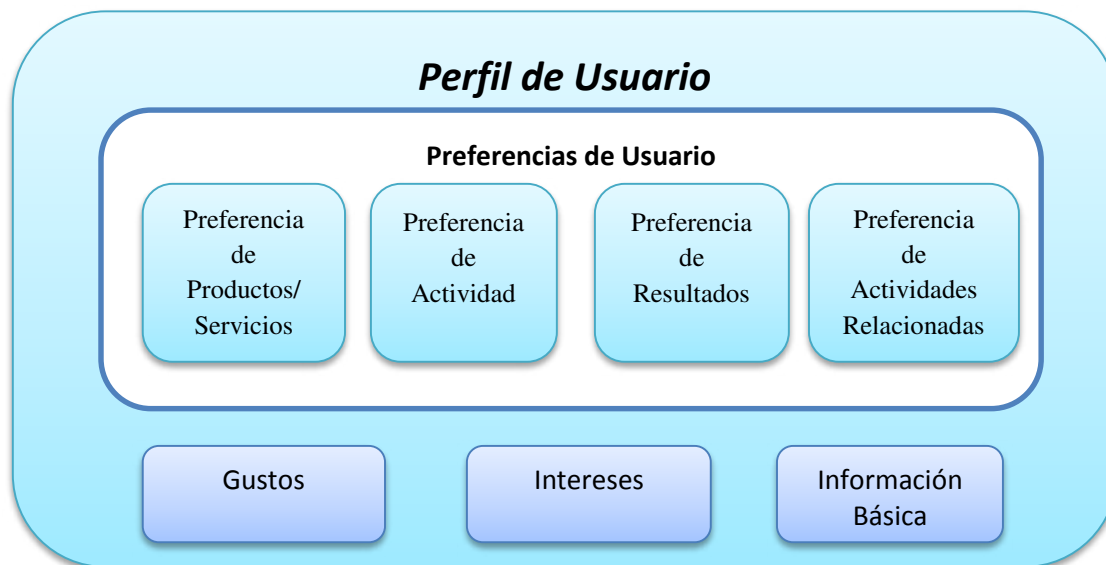 Perfil de Usuario
Preferencias de Usuario
Preferencia
de
Productos/
Servicios
Preferencia
de
Actividad
Preferencia
de
Resultados
Preferencia
de
Actividades
Relacionadas
Gustos
Intereses
Información
Básica